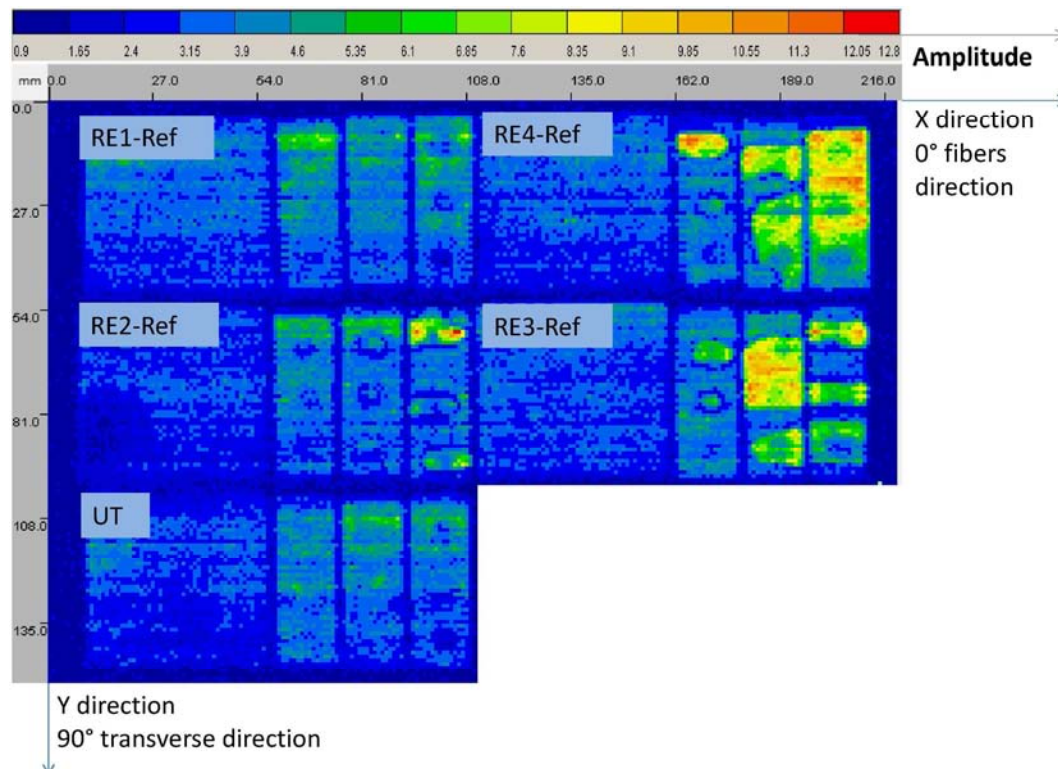 0.9 1.65 2.4 3.15 3.9 4.6 5.35 6.1 6.85 7.6 8.35 9.1 9.85 10.55 11.3 12.05 12.8
Amplitude
mm 0.0 27.0 54.0 81.0 108.0 135.0 162.0 189.0 216.0
0.0
X direction
0° fibers
direction
RE1-Ref
RE4-Ref
27.0
54.0
RE2-Ref
RE3-Ref
81.0
UT
108.0
135.0
Y direction
90° transverse direction